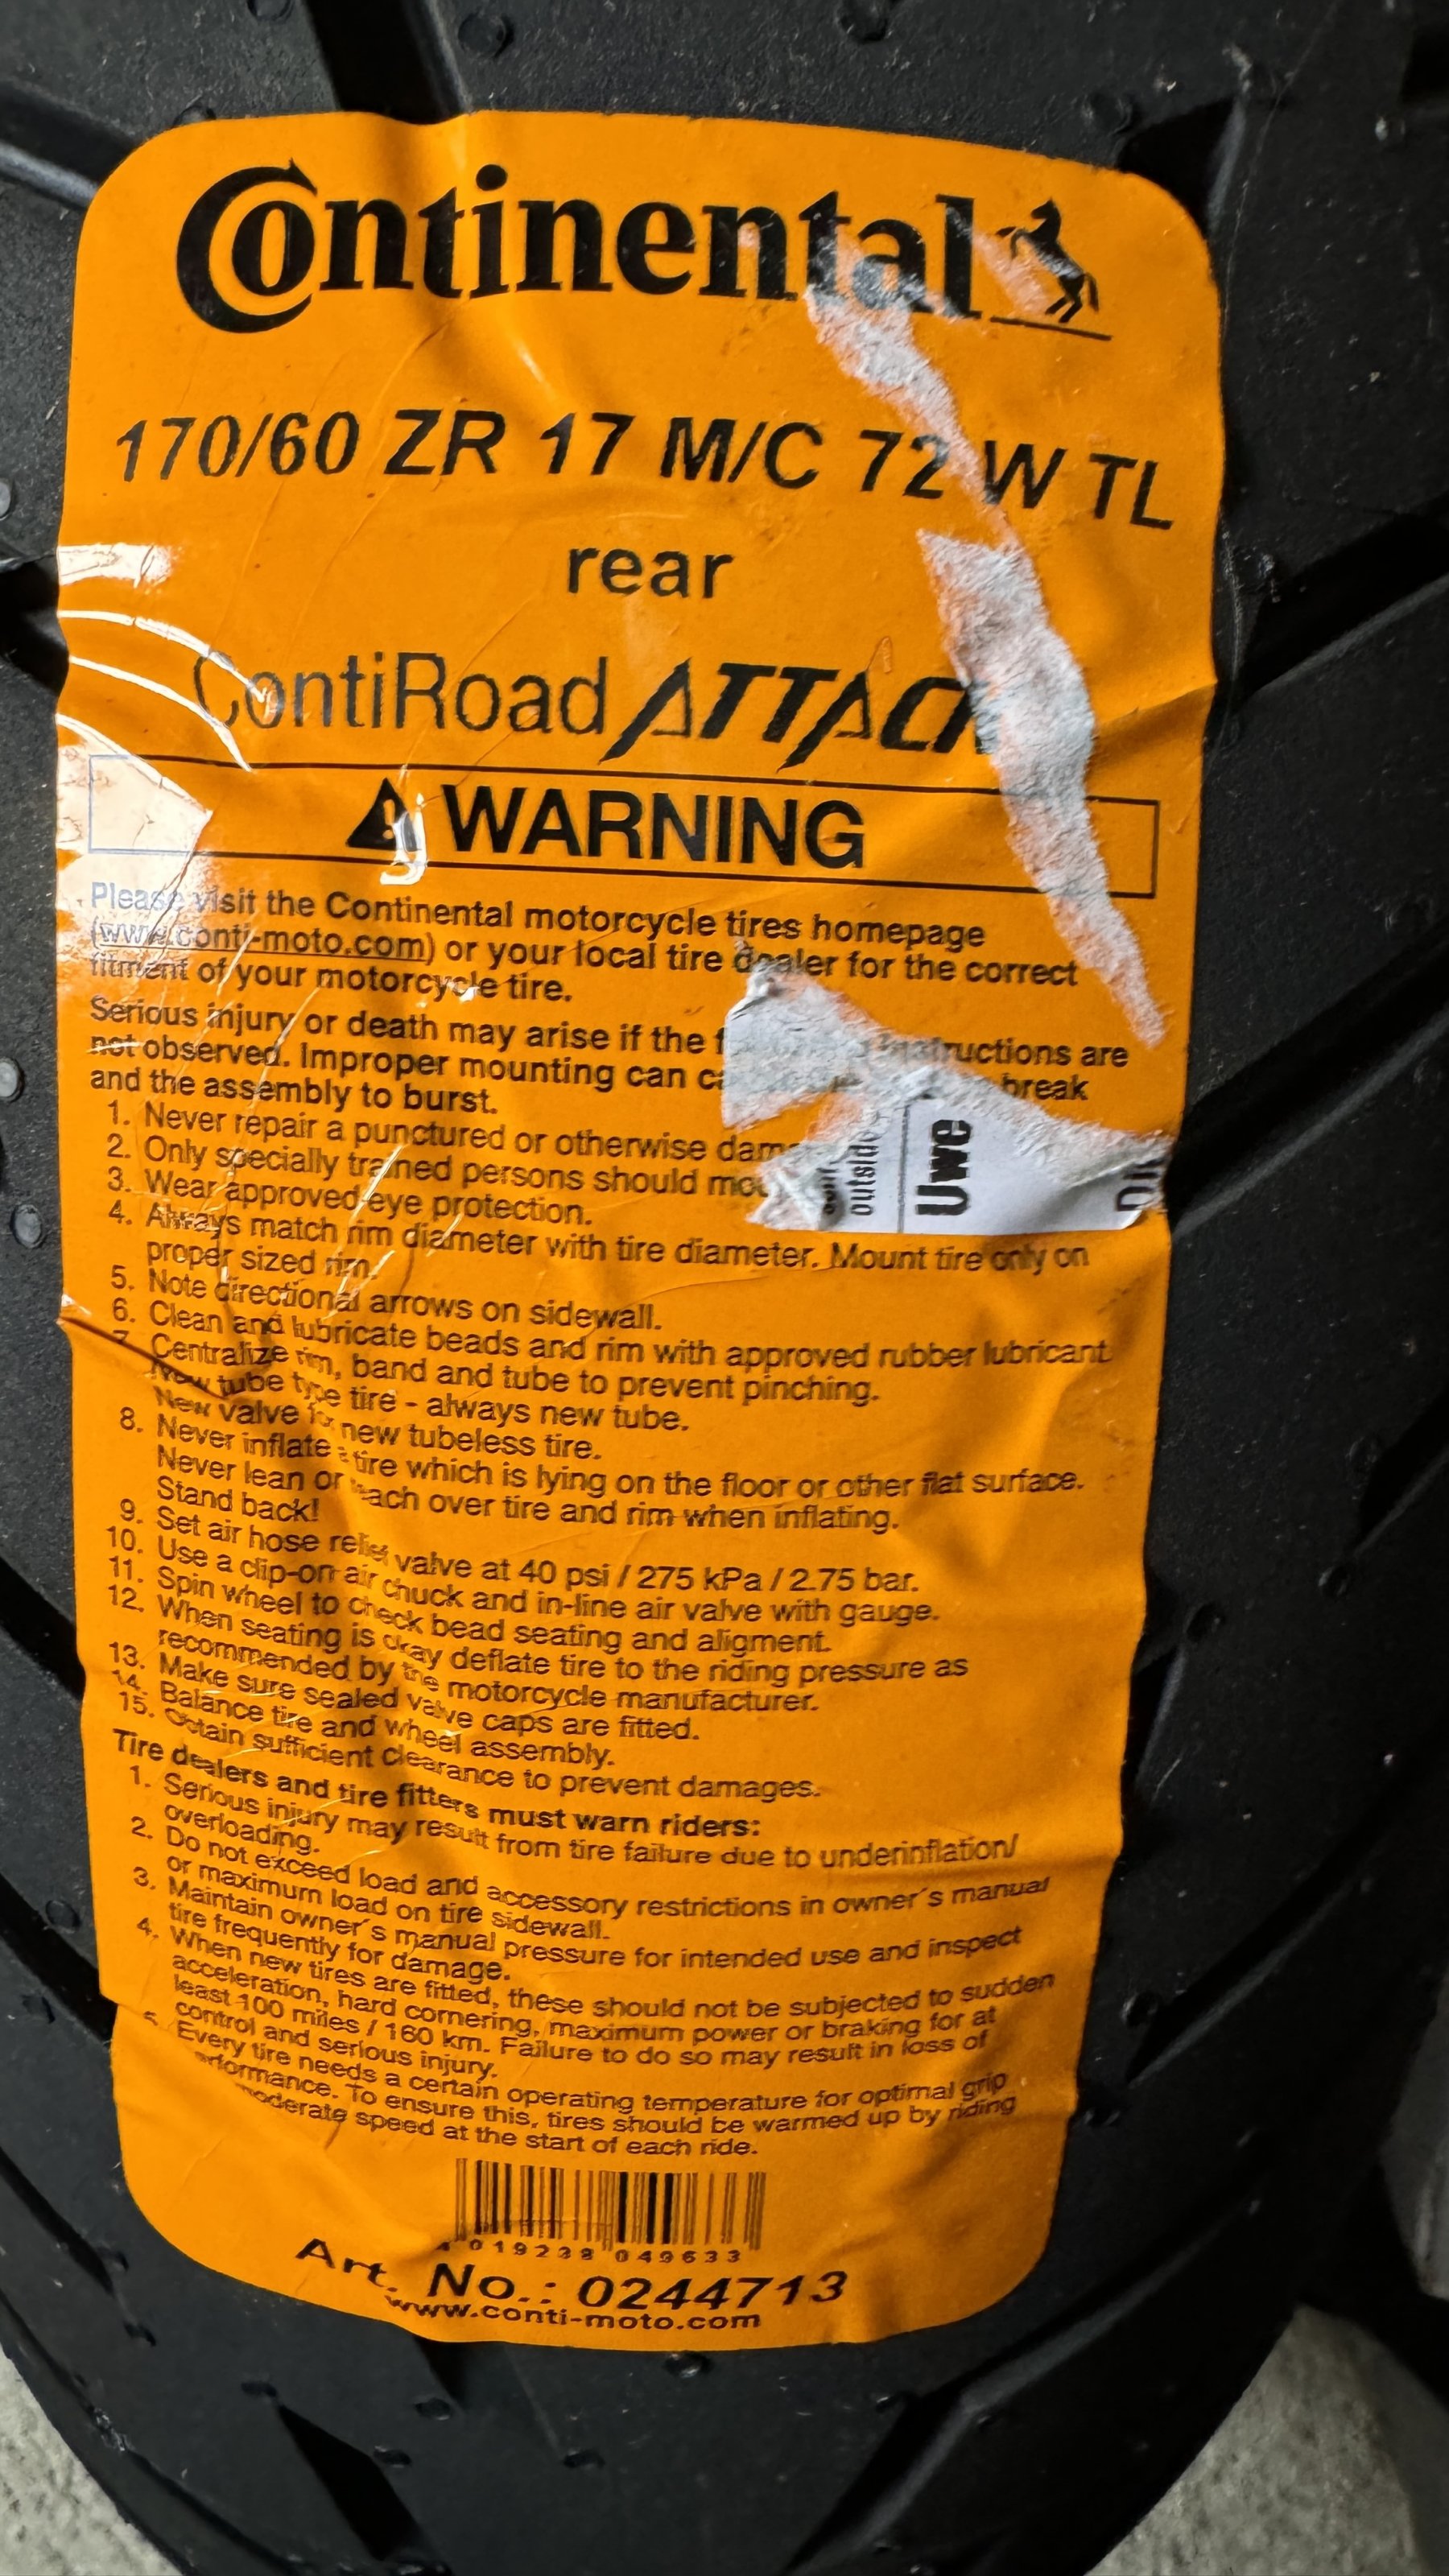 Continental
170/60 ZR 17 M/C 72 W TL
rear
ContiRoad
WARNING
Please visit the Continental motorcycle tires homepage
(www.conti-moto.com) or your local tire dealer for the correct
fitment of your motorcycle tire.
Serious injury or death may arise if the are
not observed. Improper mounting can break
and the assembly to burst.
1. Never repair a punctured or otherwise
2. Only specially trained persons should
3. Wear approved eye protection.
4. Always match rim diameter with tire diameter. Mount tire only on
proper sized rim.
5. Note directional arrows on sidewall.
6. Clean and lubricate beads and rim with approved rubber lubricant
7. Centralize rim, band and tube to prevent pinching.
New tube type tire - always new tube.
New valve for new tubeless tire.
8. Never inflate a tire which is lying on the floor or other flat surface.
Never lean or reach over tire and rim when inflating.
Stand back!
9. Set air hose relief valve at 40 psi / 275 kPa / 2.75 bar.
10. Use a clip-on air chuck and in-line air valve with gauge.
11. Spin wheel to check bead seating and aligment.
12. When seating is okay deflate tire to the riding pressure as
recommended by the motorcycle manufacturer.
13. Make sure sealed valve caps are fitted.
14. Balance tire and wheel assembly.
15. Obtain sufficient clearance to prevent damages.
Tire dealers and tire fitters must warn riders:
1. Serious injury may result from tire failure due to underinflation/
overloading.
2. Do not exceed load and accessory restrictions in owner´s manual
or maximum load on tire sidewall.
3. Maintain owner´s manual pressure for intended use and inspect
tire frequently for damage.
4. When new tires are fitted, these should not be subjected to sudden
acceleration, hard cornering, maximum power or braking for at
least 100 miles / 160 km. Failure to do so may result in loss of
control and serious injury.
5. Every tire needs a certain operating temperature for optimal grip
To ensure this, tires should be warmed up by riding
moderate speed at the start of each ride.
4 019238 049633
Art. No.: 0244713
www.conti-moto.com
Uwe